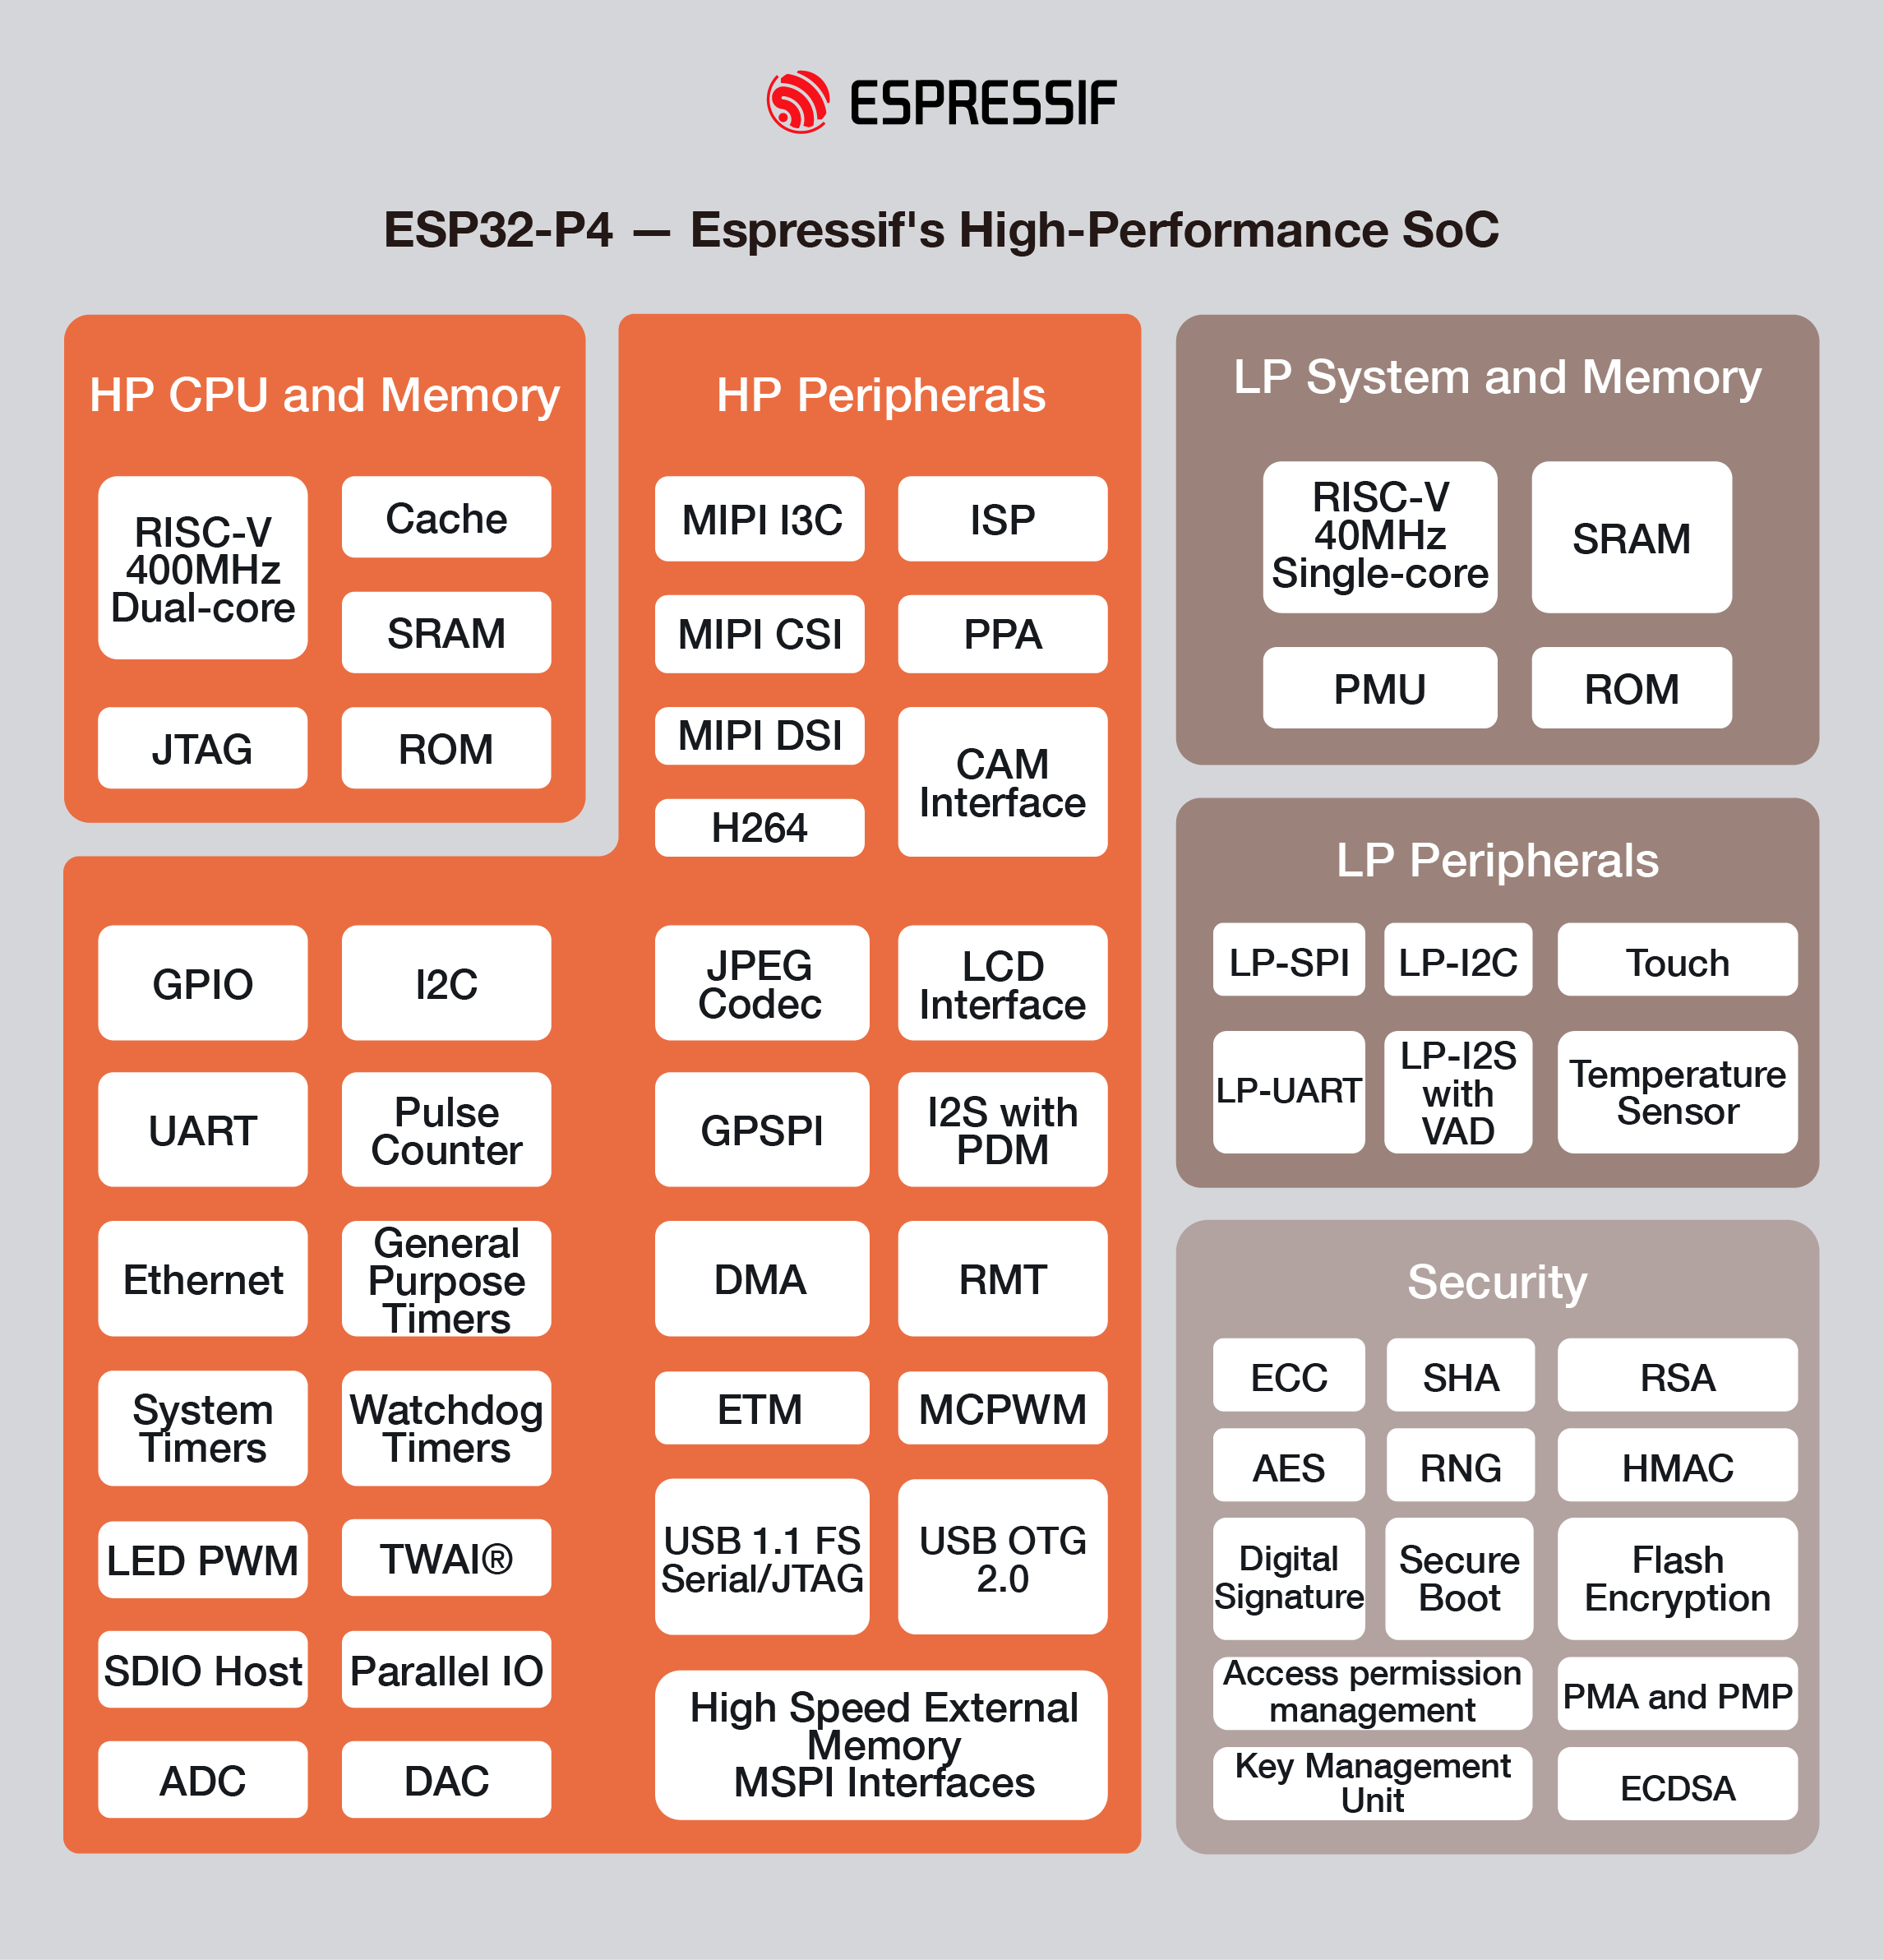 ESPRESSIF
ESP32-P4 — Espressif's High-Performance SoC
HP CPU and Memory
RISC-V
400MHz
Dual-core
Cache
SRAM
JTAG
ROM
HP Peripherals
MIPI I3C
ISP
MIPI CSI
PPA
MIPI DSI
CAM
Interface
H264
GPIO
I2C
JPEG
Codec
LCD
Interface
UART
Pulse
Counter
GPSPI
I2S with
PDM
Ethernet
General
Purpose
Timers
DMA
RMT
System
Timers
Watchdog
Timers
ETM
MCPWM
LED PWM
TWAI®
USB 1.1 FS
Serial/JTAG
USB OTG
2.0
SDIO Host
Parallel IO
High Speed External
Memory
MSPI Interfaces
ADC
DAC
LP System and Memory
RISC-V
40MHz
Single-core
SRAM
PMU
ROM
LP Peripherals
LP-SPI
LP-I2C
Touch
LP-UART
LP-I2S
with
VAD
Temperature
Sensor
Security
ECC
SHA
RSA
AES
RNG
HMAC
Digital
Signature
Secure
Boot
Flash
Encryption
Access permission
management
PMA and PMP
Key Management
Unit
ECDSA